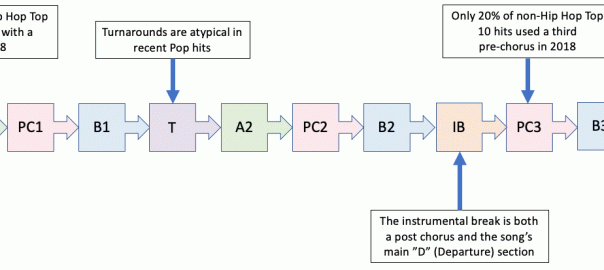 Hip Hop Top
with a
8
Turnarounds are atypical in
recent Pop hits
Only 20% of non-Hip Hop Top
10 hits used a third
pre-chorus in 2018
PC1
B1
T
A2
PC2
B2
IB
PC3
B3
The instrumental break is both
a post chorus and the song's
main ”D” (Departure) section